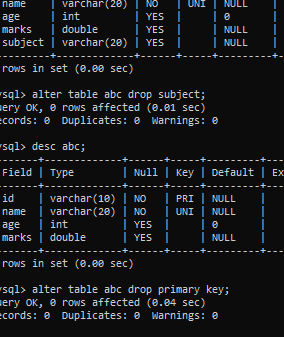 name | varchar(20) | NO | UNI | NULL |
age | int | YES | | 0 |
marks | double | YES | | NULL |
subject | varchar(20) | YES | | NULL |
rows in set (0.00 sec)
ysql> alter table abc drop subject;
uery OK, 0 rows affected (0.01 sec)
ecords: 0 Duplicates: 0 Warnings: 0
ysql> desc abc;
Field | Type | Null | Key | Default | Ex
id | varchar(10) | NO | PRI | NULL |
name | varchar(20) | NO | UNI | NULL |
age | int | YES | | 0 |
marks | double | YES | | NULL |
rows in set (0.00 sec)
ysql> alter table abc drop primary key;
uery OK, 0 rows affected (0.04 sec)
ecords: 0 Duplicates: 0 Warnings: 0